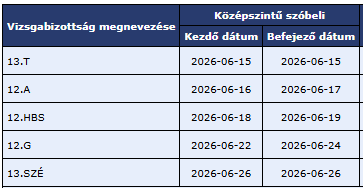 Vizsgabizottság megnevezése Középszintű szóbeli
Kezdő dátum Befejező dátum
13.T 2026-06-15 2026-06-15
12.A 2026-06-16 2026-06-17
12.HBS 2026-06-18 2026-06-19
12.G 2026-06-22 2026-06-24
13.SZÉ 2026-06-26 2026-06-26